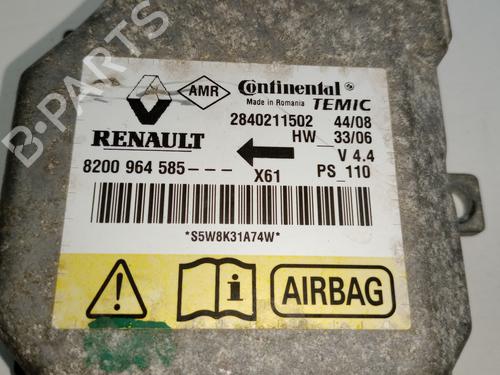 B-PARTS
AMR
Continental
Made in Romania TEMIC
2840211502 44/08
HW_33/06
RENAULT
V 4.4
8200 964 585--- X61 PS_110
*S5W8K31A74W*
AIRBAG